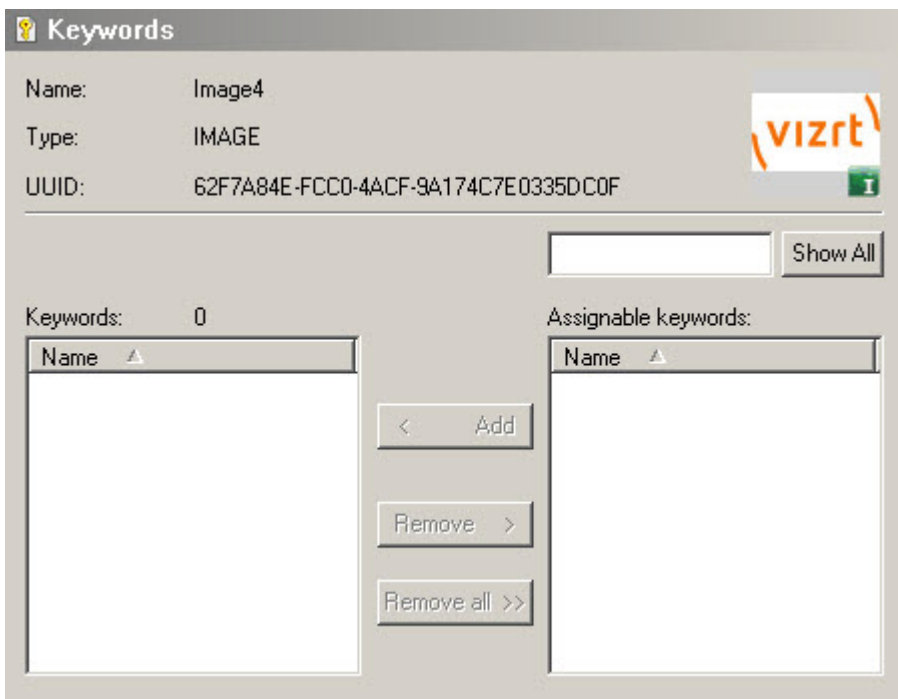 Keywords
Name: Image4
vizrt
Type: IMAGE
I
UUID: 62F7A84E-FCC0-4ACF-9A174C7E0335DC0F
Show All
Keywords: 0
Assignable keywords:
Name
Name
< Add
Remove >
Remove all >>